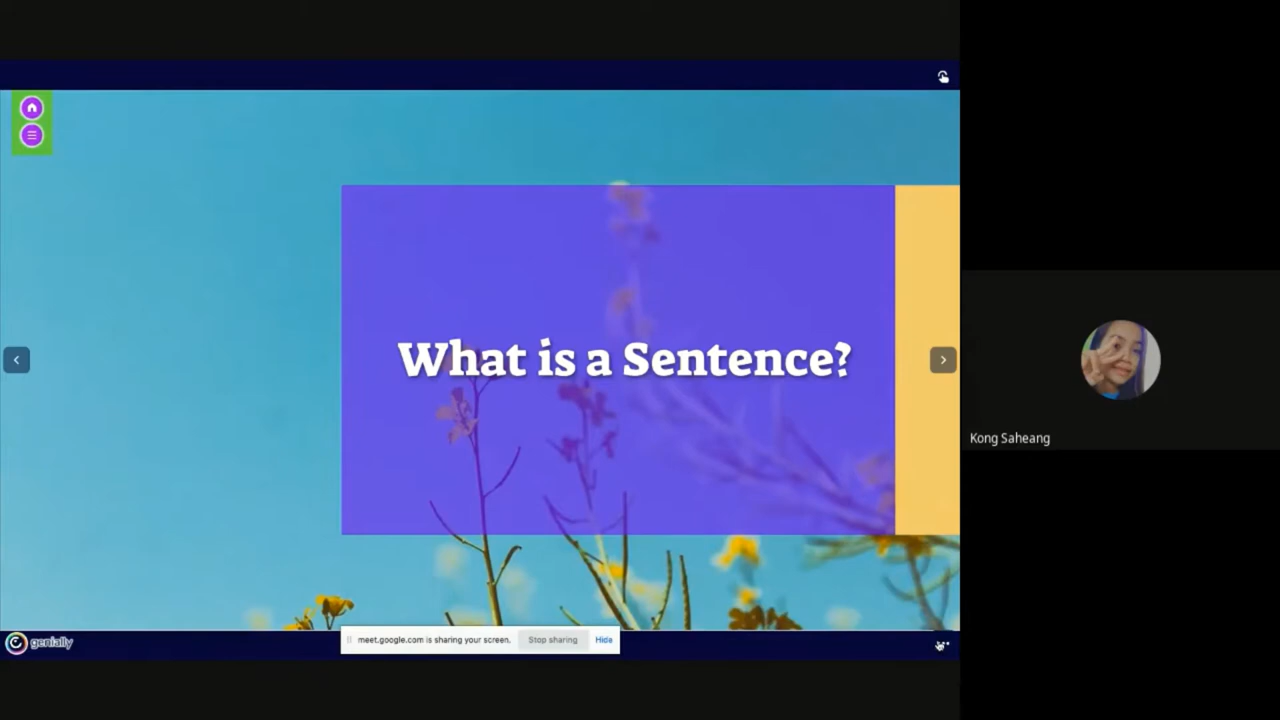 What is a Sentence?
Kong Saheang
genially
meet.google.com is sharing your screen. Stop sharing Hide